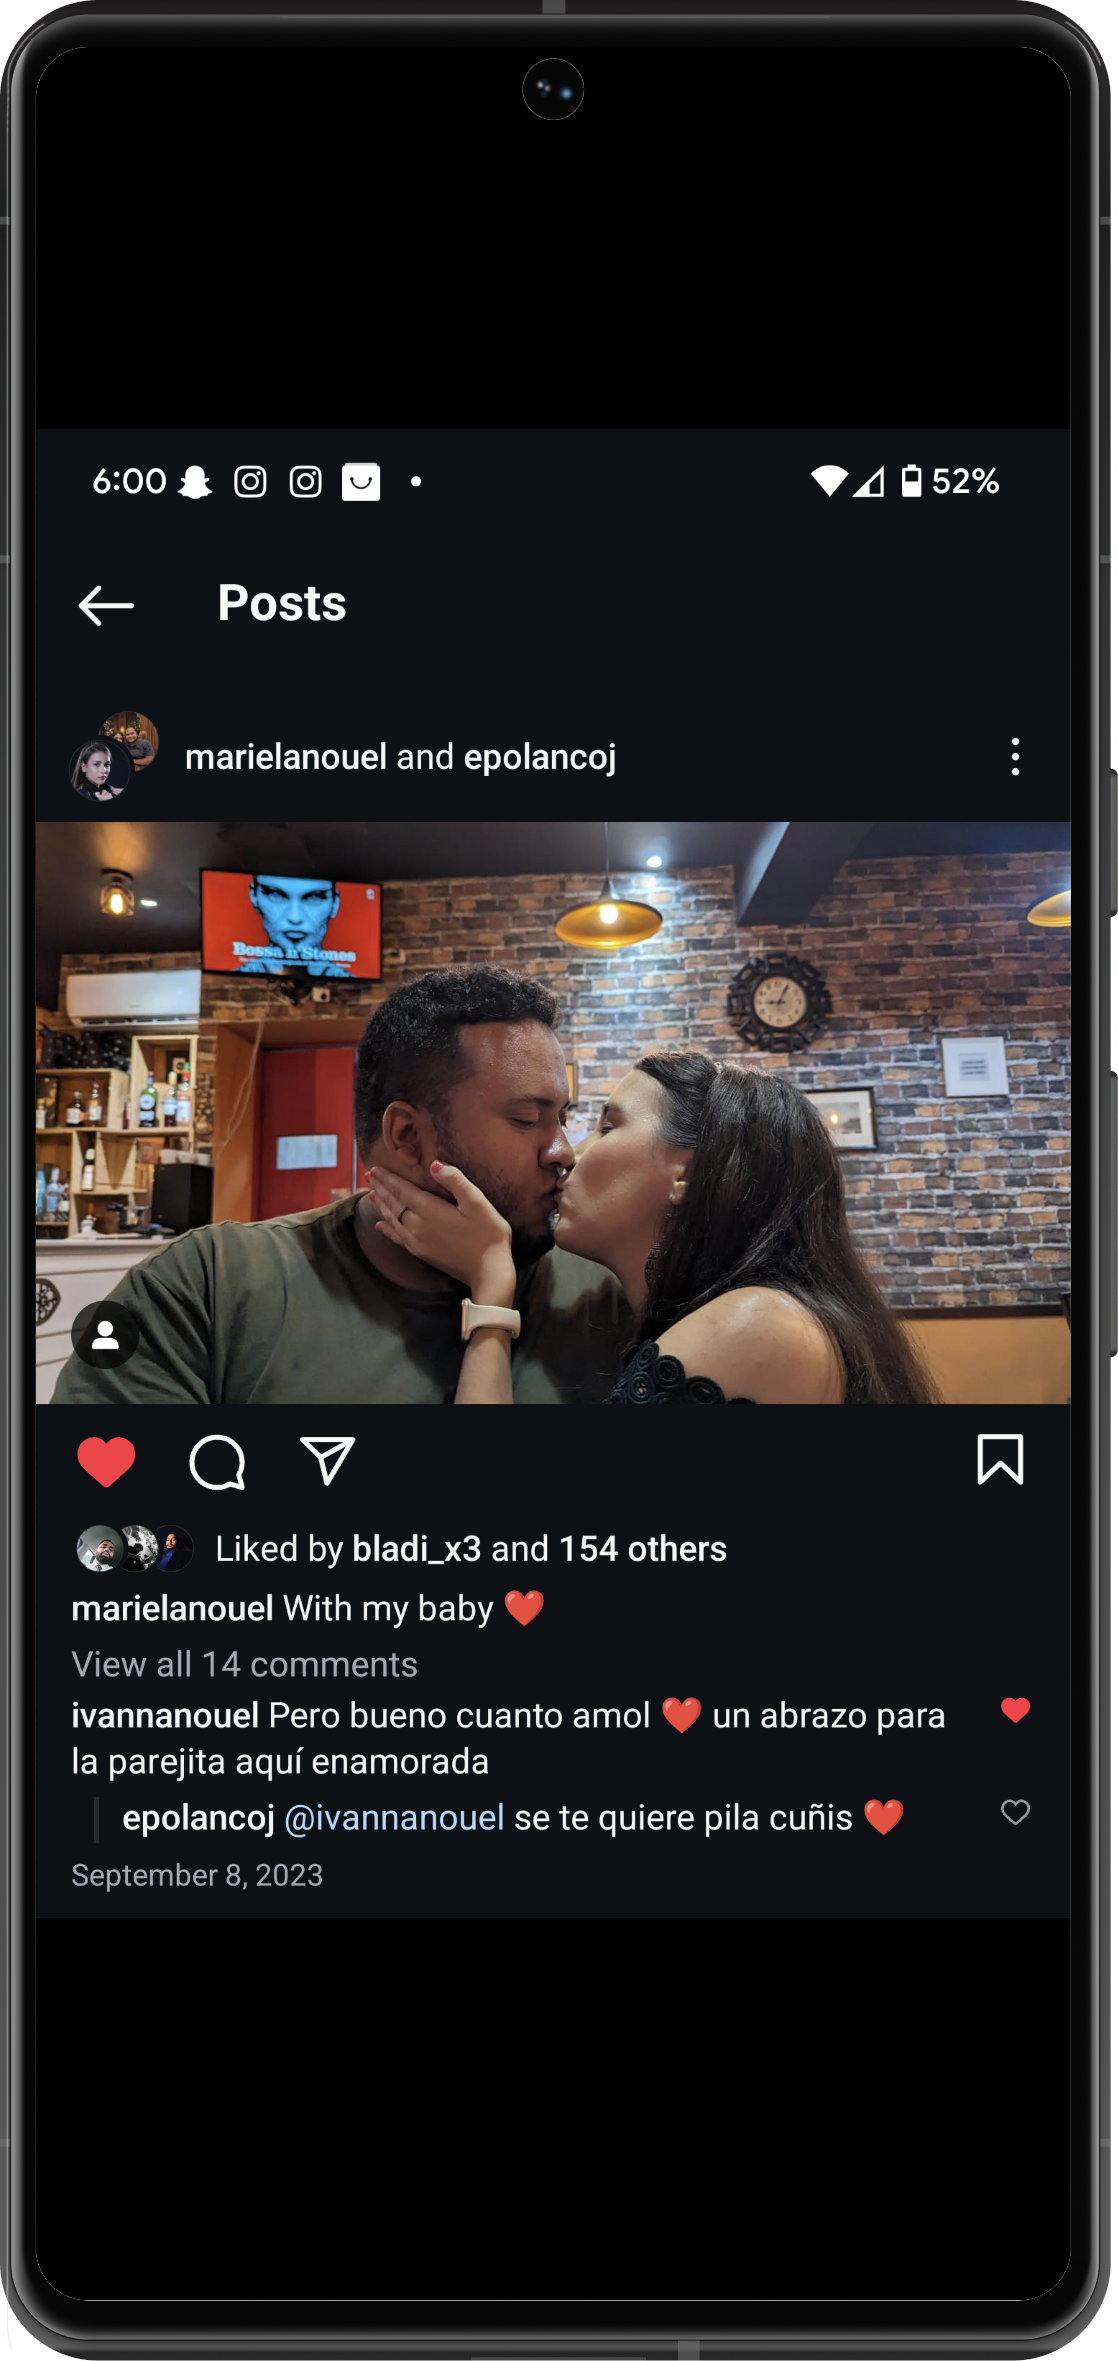 6:00 52%
Posts
marielanouel and epolancoj
Bossa n Stones
Liked by bladi_x3 and 154 others
marielanouel With my baby ❤️
View all 14 comments
ivannanouel Pero bueno cuanto amol ❤️ un abrazo para
la parejita aquí enamorada
epolancoj @ivannanouel se te quiere pila cuñis ❤️
September 8, 2023